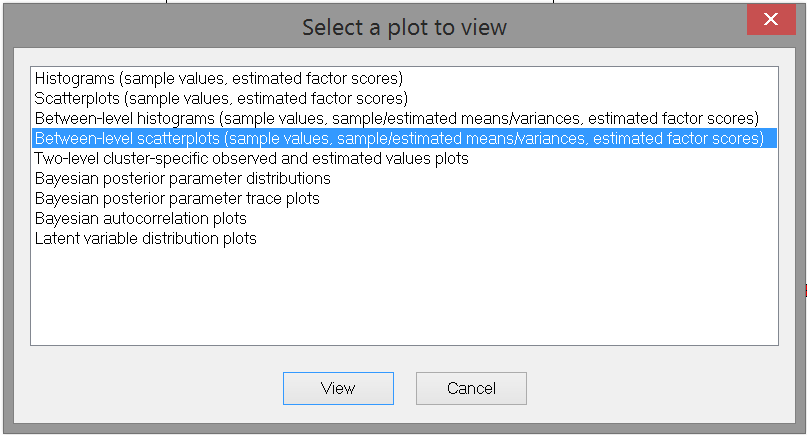 Select a plot to view
Histograms (sample values, estimated factor scores)
Scatterplots (sample values, estimated factor scores)
Between-level histograms (sample values, sample/estimated means/variances, estimated factor scores)
Between-level scatterplots (sample values, sample/estimated means/variances, estimated factor scores)
Two-level cluster-specific observed and estimated values plots
Bayesian posterior parameter distributions
Bayesian posterior parameter trace plots
Bayesian autocorrelation plots
Latent variable distribution plots
View
Cancel